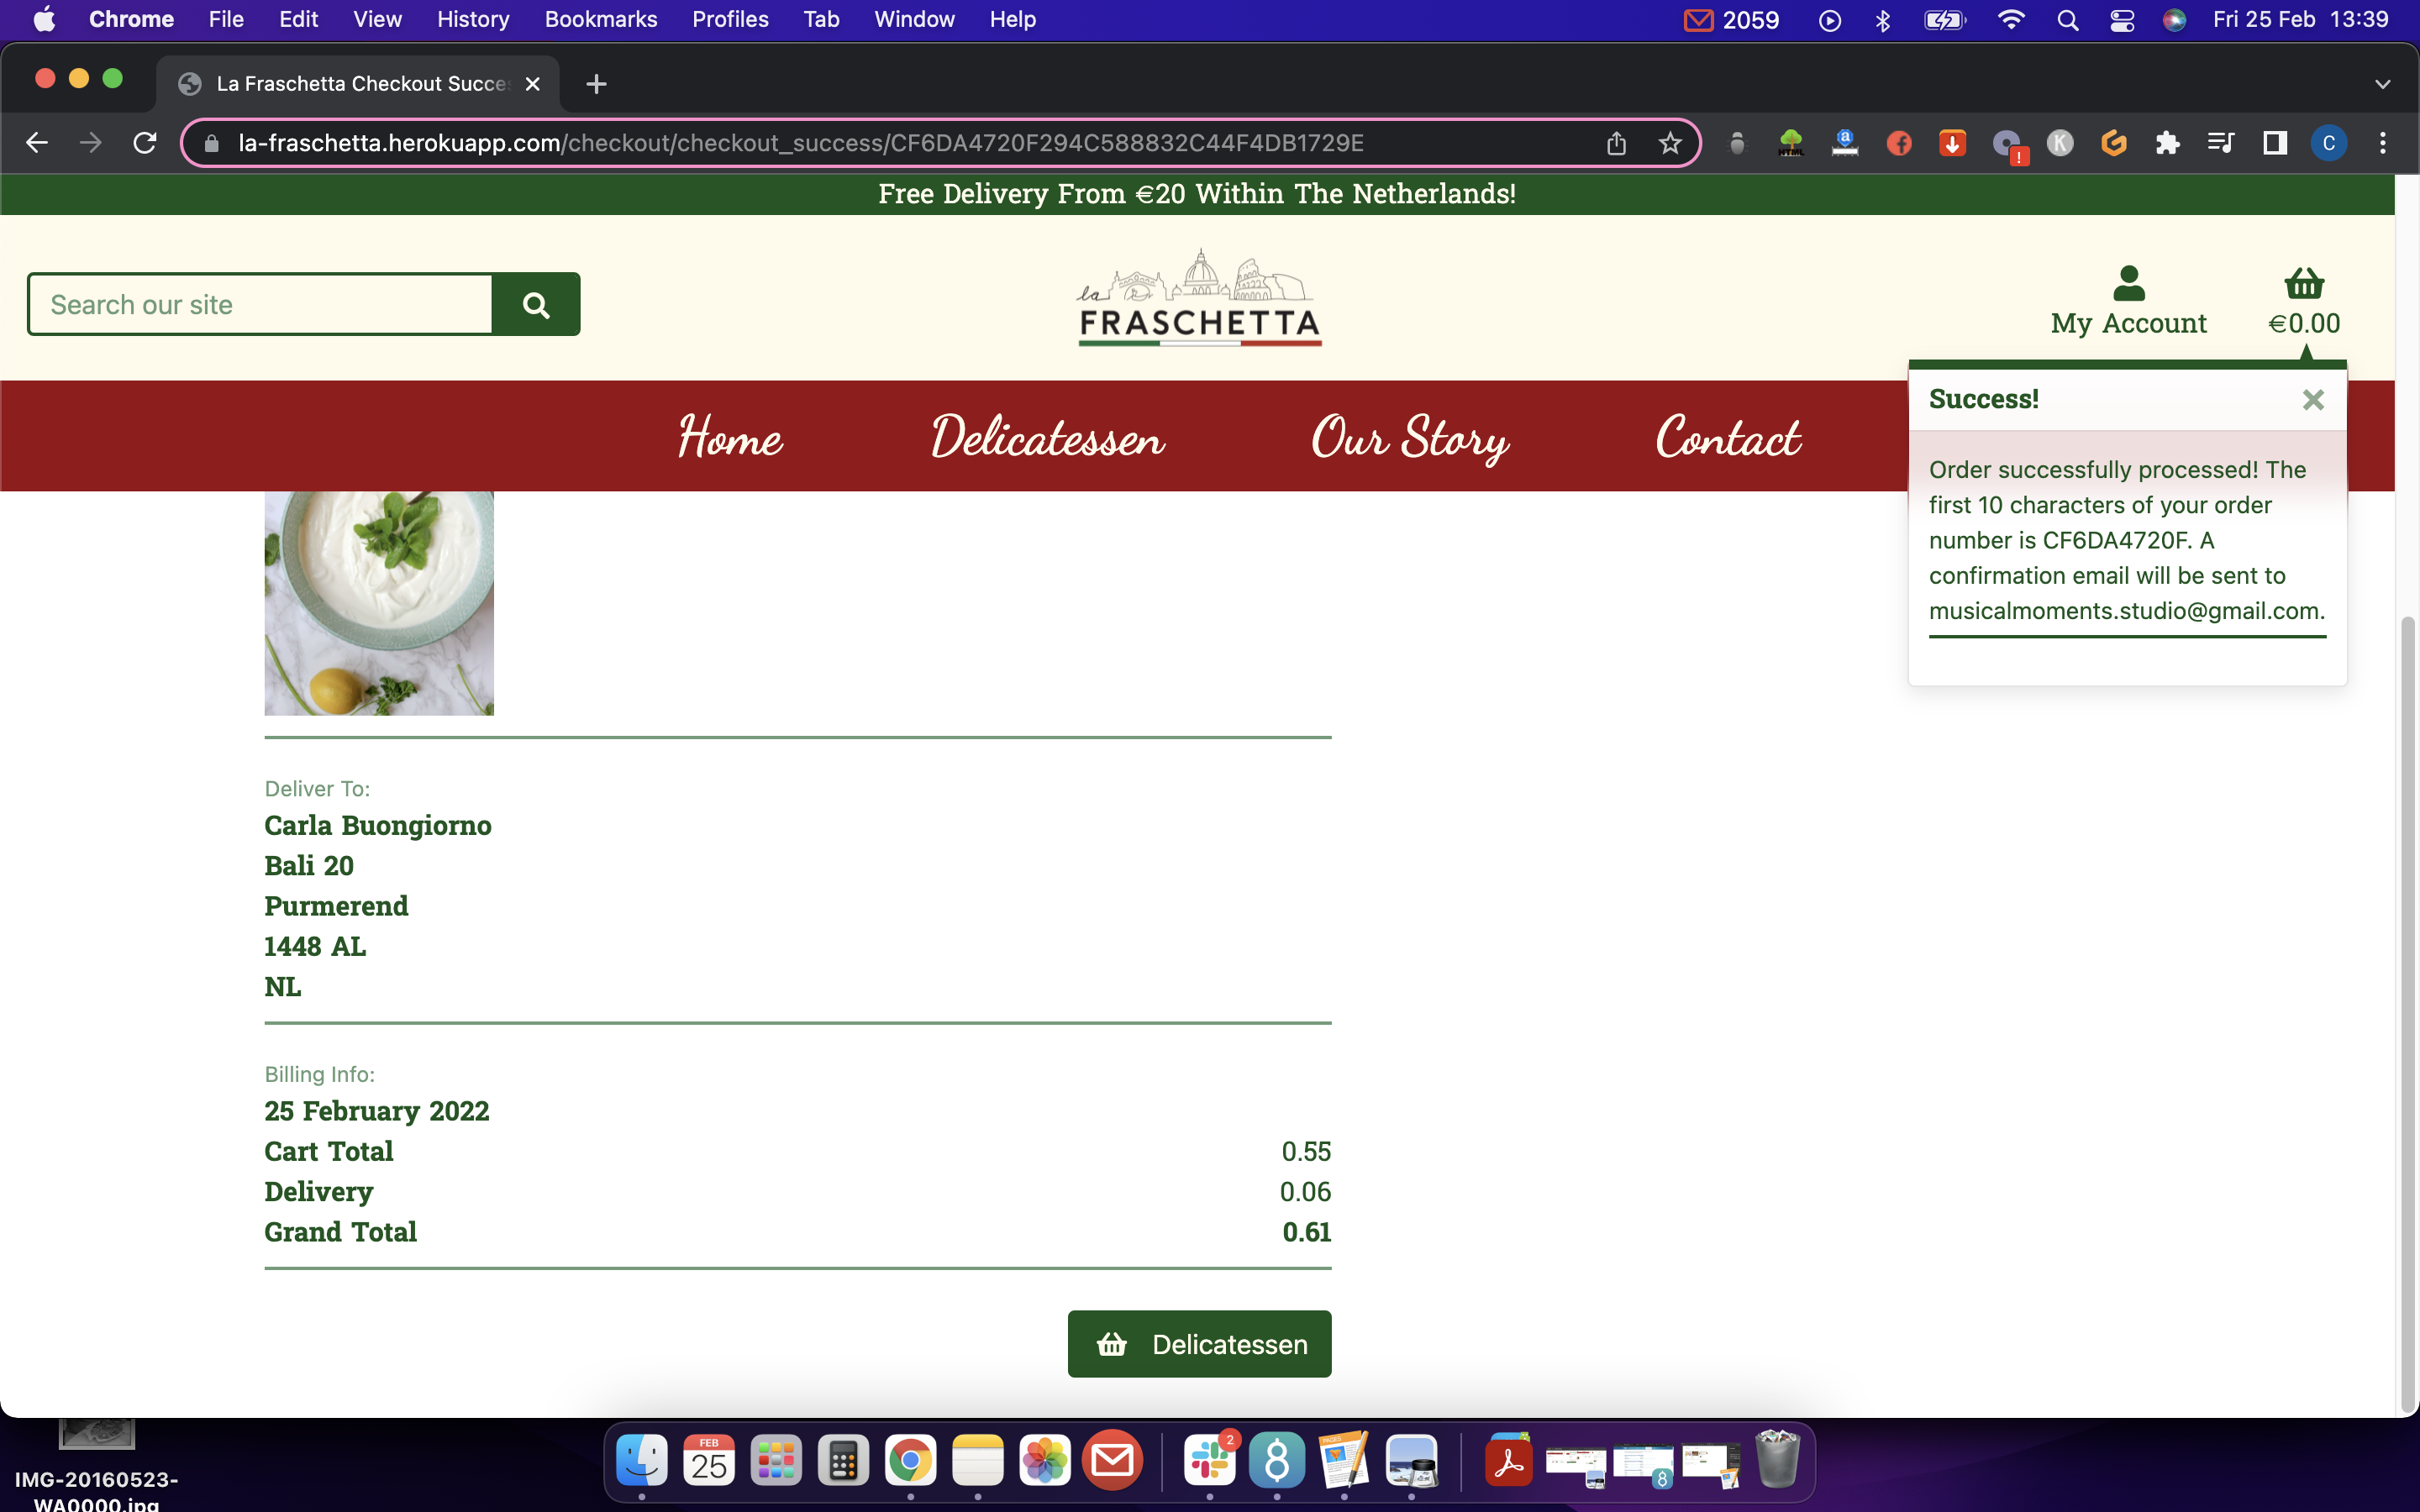 Chrome File Edit View History Bookmarks Profiles Tab Window Help 2059 Fri 25 Feb 13:39
La Fraschetta Checkout Succes
la-fraschetta.herokuapp.com/checkout/checkout_success/CF6DA4720F294C588832C44F4DB1729E
HTML a K C
Free Delivery From €20 Within The Netherlands!
Search our site
la
FRASCHETTA
My Account
€0.00
Home Delicatessen Our Story Contact
Success!
Order successfully processed! The
first 10 characters of your order
number is CF6DA4720F. A
confirmation email will be sent to
musicalmoments.studio@gmail.com.
Deliver To:
Carla Buongiorno
Bali 20
Purmerend
1448 AL
NL
Billing Info:
25 February 2022
Cart Total 0.55
Delivery 0.06
Grand Total 0.61
Delicatessen
FEB
25
2
8
PAGES
8
IMG-20160523-
WA0000.jpg